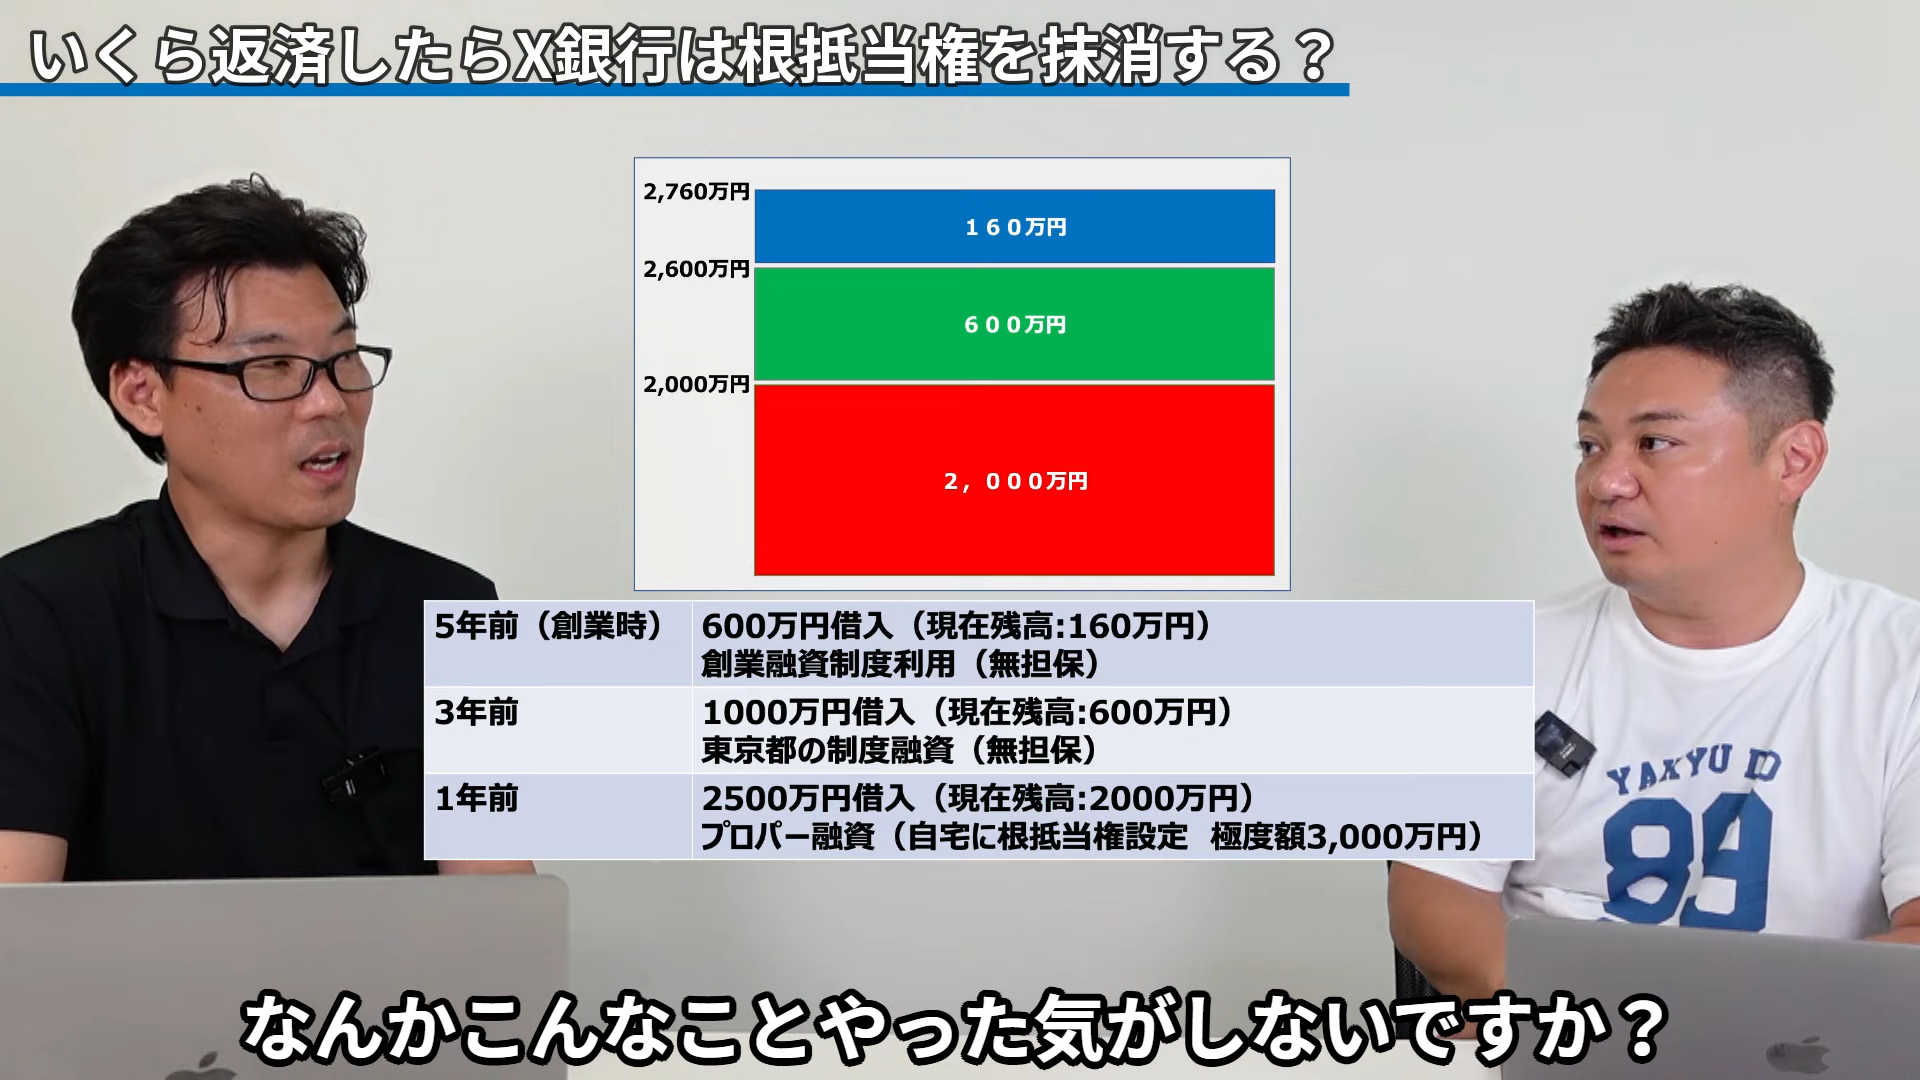 いくら返済したらX銀行は根抵当権を抹消する？
2,760万円
１６０万円
2,600万円
６００万円
2,000万円
２，０００万円
5年前（創業時）
600万円借入（現在残高:160万円）
創業融資制度利用（無担保）
3年前
1000万円借入（現在残高:600万円）
東京都の制度融資（無担保）
1年前
2500万円借入（現在残高:2000万円）
プロパー融資（自宅に根抵当権設定　極度額3,000万円）
YAKYU
89
なんかこんなことやった気がしないですか？